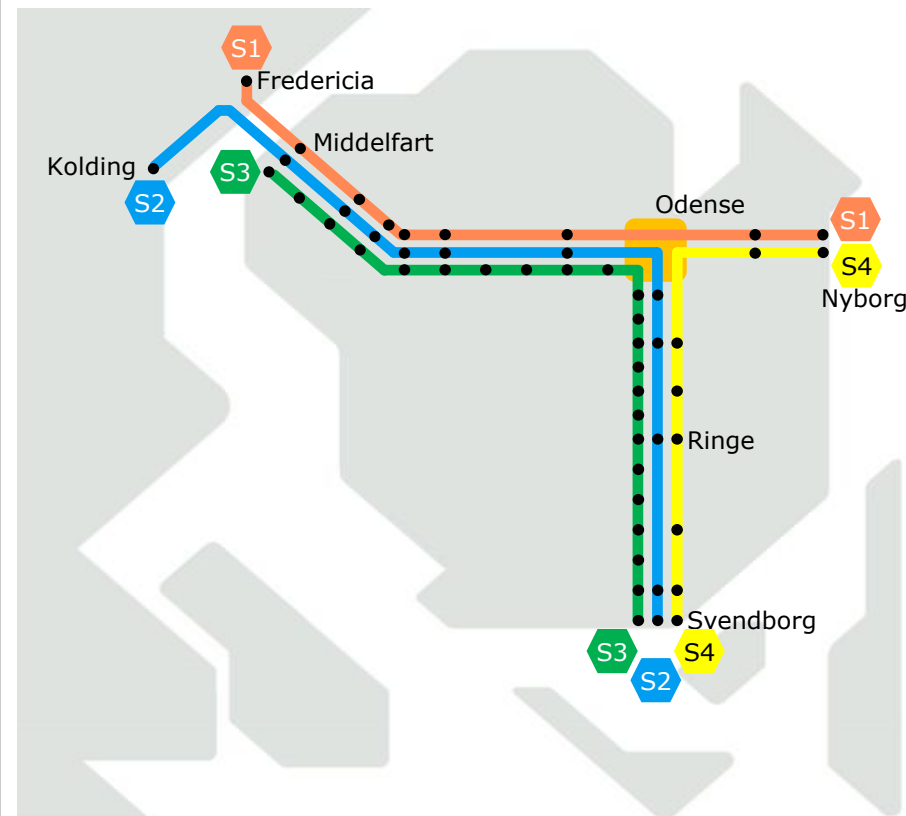 S1
Fredericia
Middelfart
Kolding
S3
S2
Odense
S1
S4
Nyborg
Ringe
Svendborg
S3
S4
S2